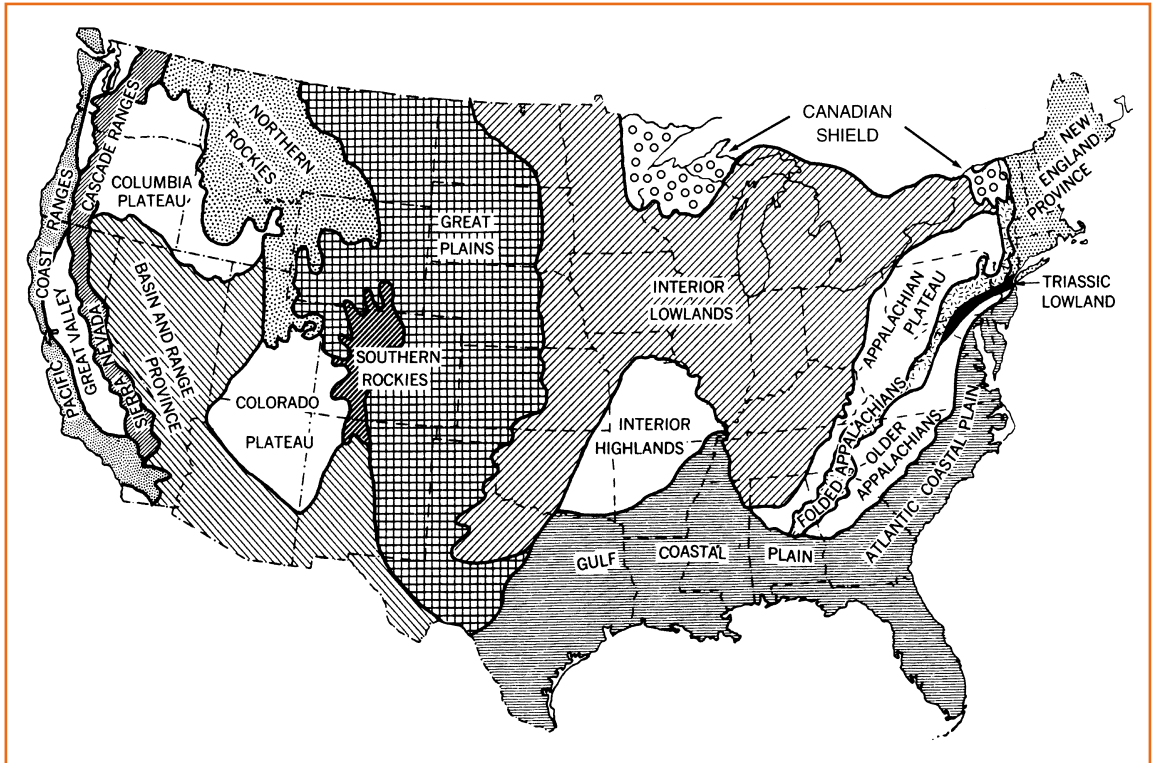 CANADIAN
SHIELD
NEW
ENGLAND
PROVINCE
CASCADE RANGES
NORTHERN
ROCKIES
COLUMBIA
PLATEAU
COAST RANGES
PACIFIC
GREAT VALLEY
SIERRA NEVADA
BASIN AND RANGE
PROVINCE
GREAT
PLAINS
INTERIOR
LOWLANDS
APPALACHIAN
PLATEAU
TRIASSIC
LOWLAND
SOUTHERN
ROCKIES
COLORADO
PLATEAU
INTERIOR
HIGHLANDS
FOLDED APPALACHIANS
OLDER
APPALACHIANS
ATLANTIC COASTAL PLAIN
GULF COASTAL PLAIN